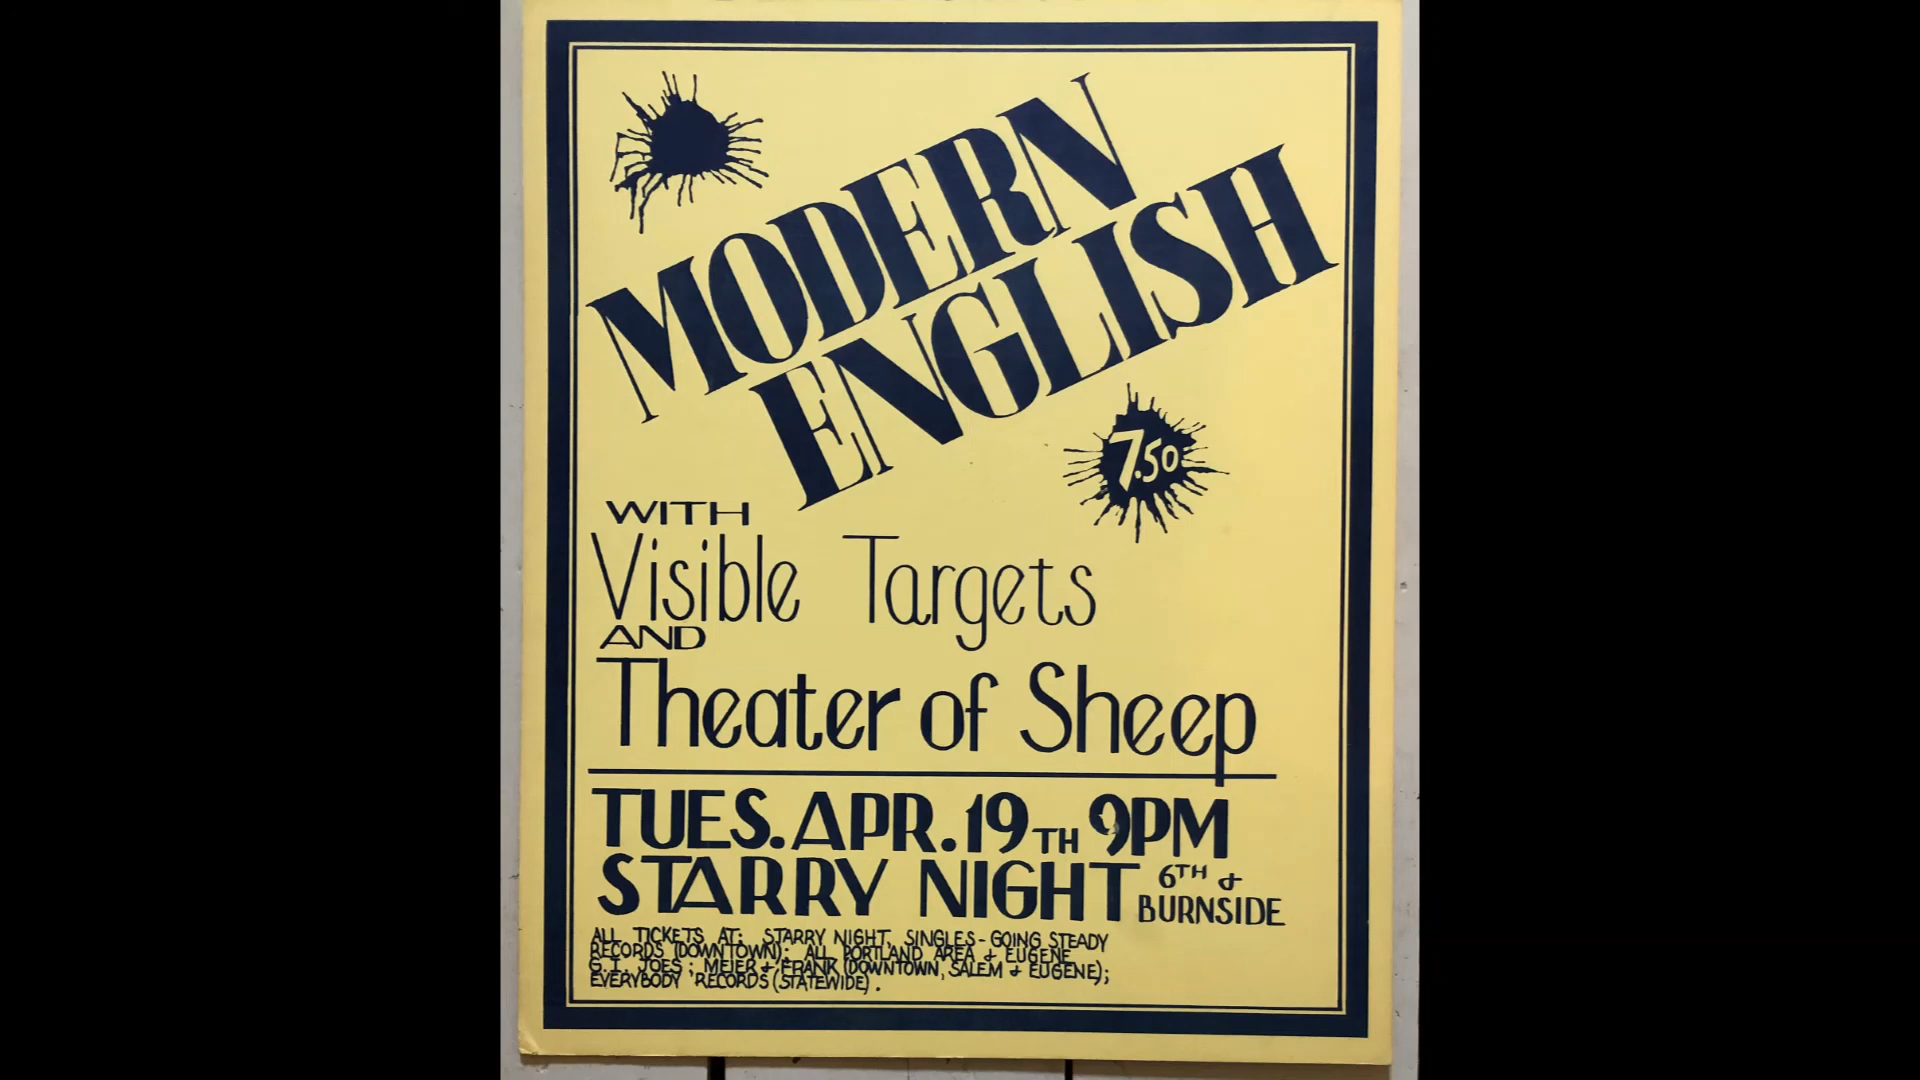 MODERN
ENGLISH
7.50
WITH
Visible Targets
AND
Theater of Sheep
TUES. APR. 19TH 9PM
STARRY NIGHT 6TH &
BURNSIDE
ALL TICKETS AT: STARRY NIGHT, SINGLES-GOING STEADY
RECORDS (DOWNTOWN); ALL PORTLAND AREA & EUGENE
G.I. JOES; MEIER & FRANK (DOWNTOWN, SALEM & EUGENE);
EVERYBODY RECORDS (STATEWIDE).